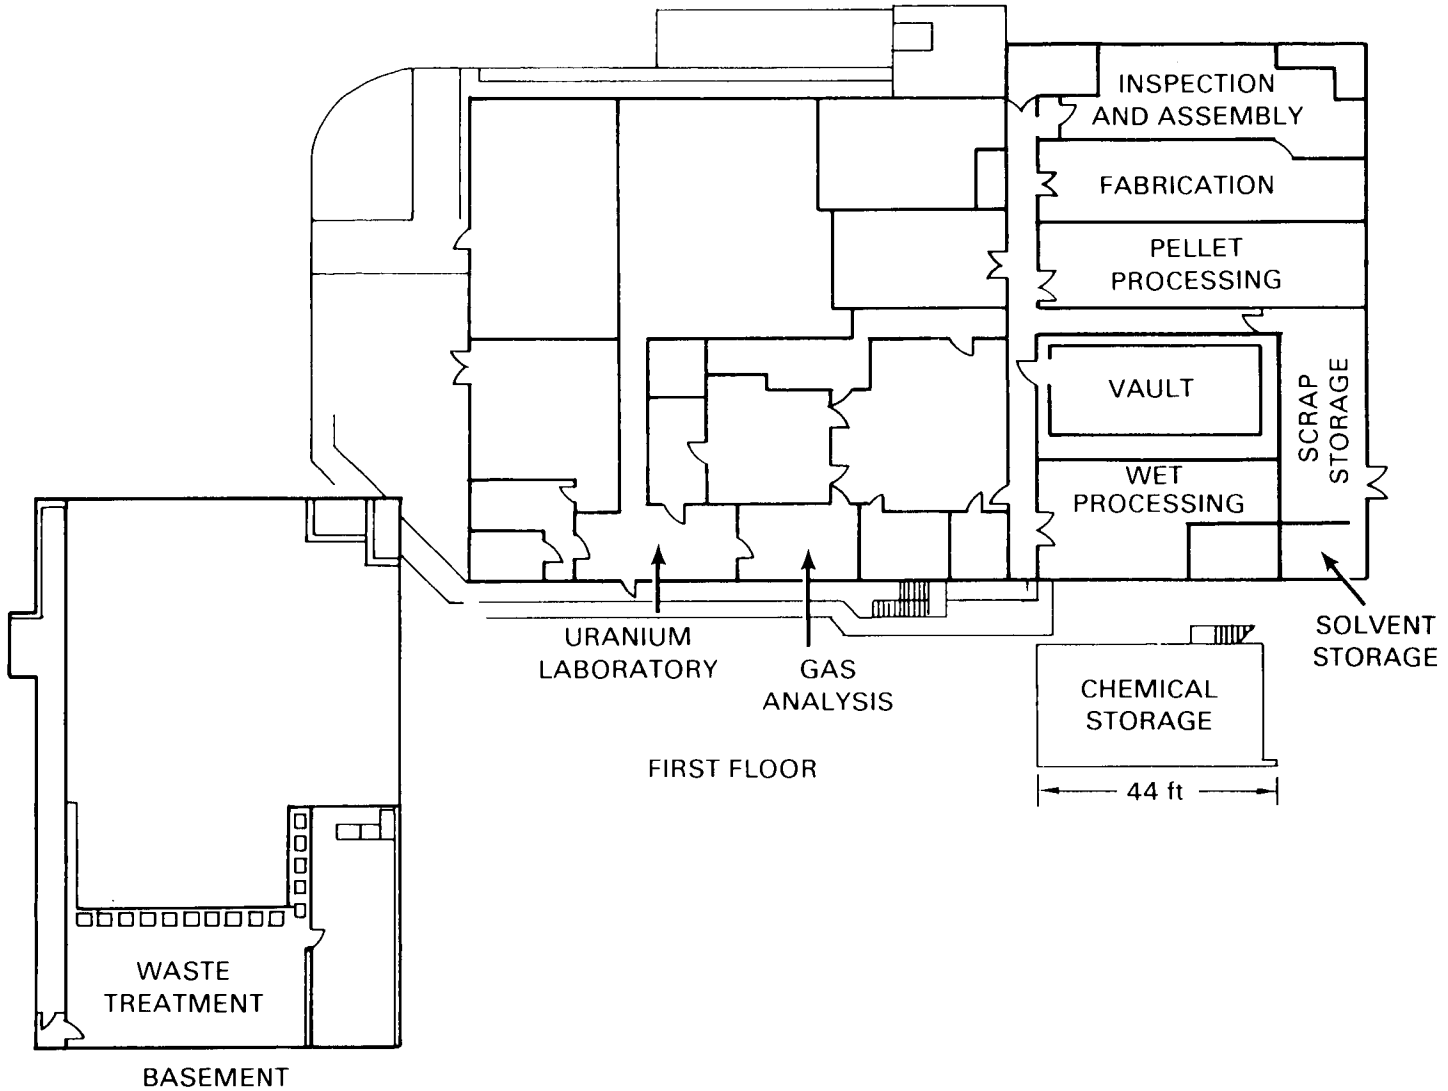 INSPECTION
AND ASSEMBLY
FABRICATION
PELLET
PROCESSING
VAULT
SCRAP
STORAGE
WET
PROCESSING
SOLVENT
STORAGE
URANIUM
LABORATORY
GAS
ANALYSIS
CHEMICAL
STORAGE
44 ft
FIRST FLOOR
WASTE
TREATMENT
BASEMENT